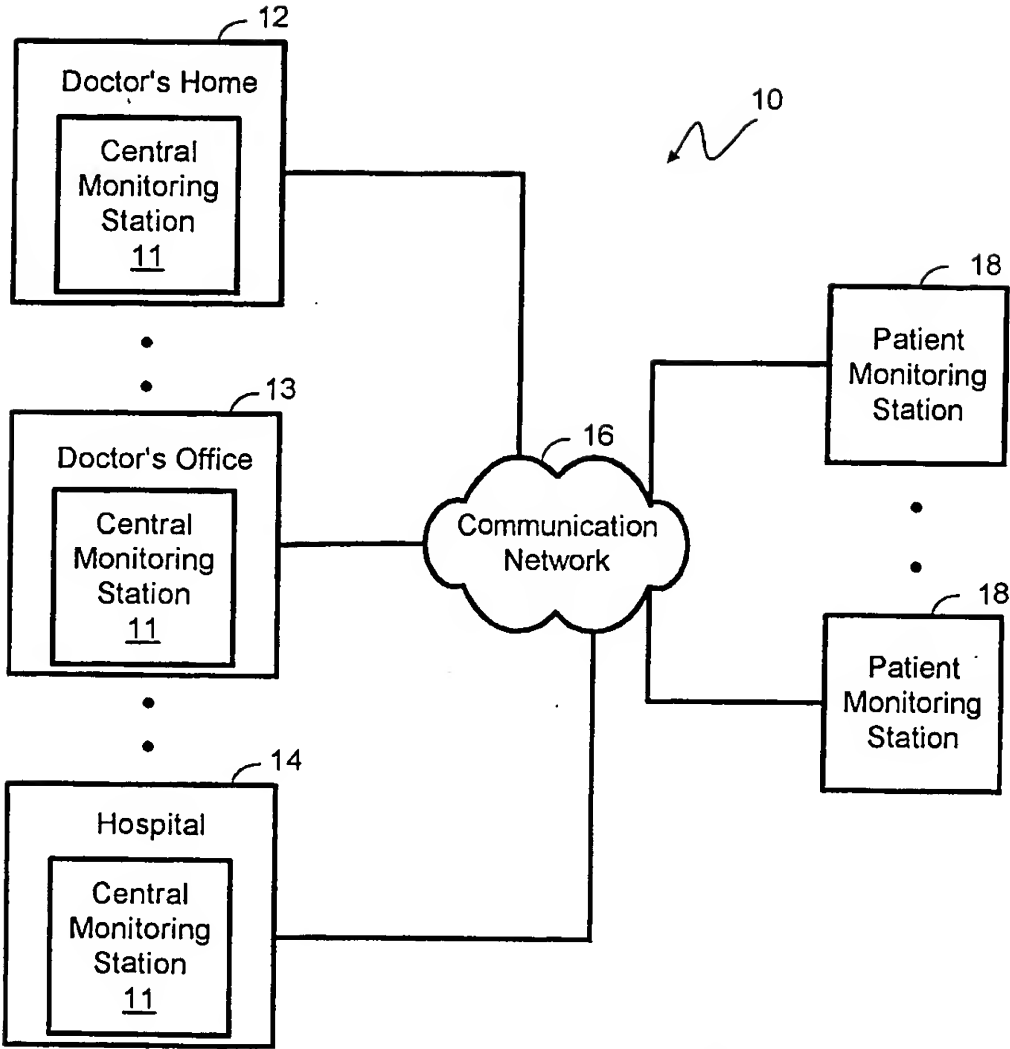 12
Doctor's Home
Central
Monitoring
Station
11
10
13
Doctor's Office
Central
Monitoring
Station
11
14
Hospital
Central
Monitoring
Station
11
16
Communication
Network
18
Patient
Monitoring
Station
18
Patient
Monitoring
Station